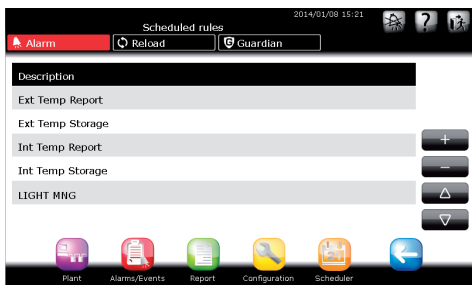 2014/01/08 15:21
Scheduled rules
Alarm
Reload
G Guardian
Description
Ext Temp Report
Ext Temp Storage
Int Temp Report
Int Temp Storage
LIGHT MNG
Plant
Alarms/Events
Report
Configuration
Scheduler